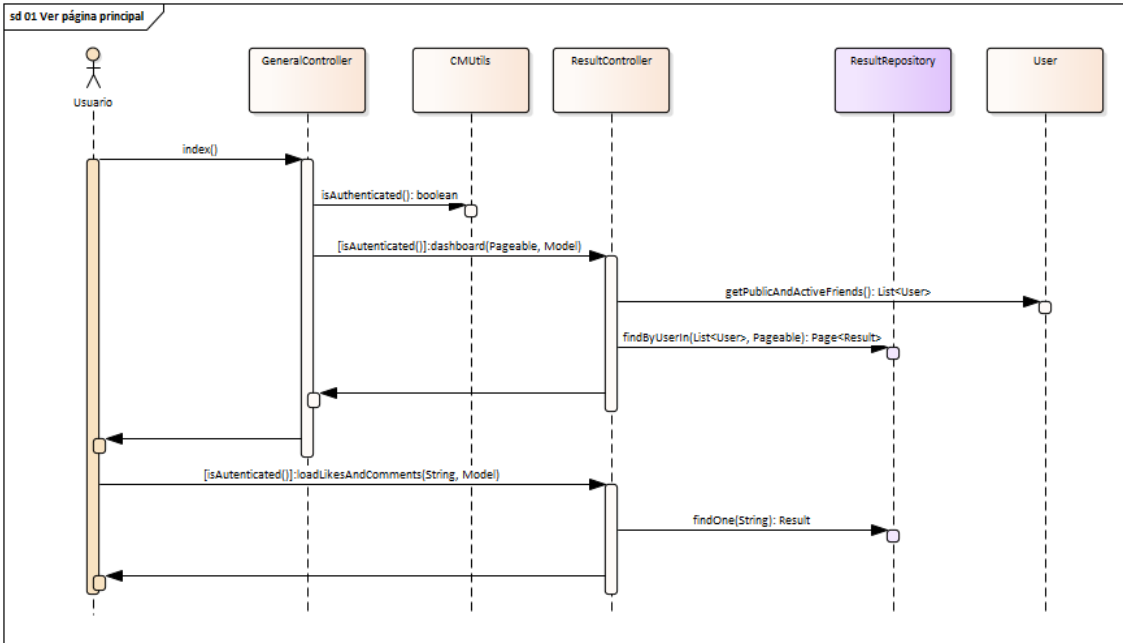 sd 01 Ver página principal
Usuario
GeneralController
CMUtils
ResultController
ResultRepository
User
index()
isAuthenticated(): boolean
[isAutenticated()]:dashboard(Pageable, Model)
getPublicAndActiveFriends(): List<User>
findByUserIn(List<User>, Pageable): Page<Result>
[isAutenticated()]:loadLikesAndComments(String, Model)
findOne(String): Result